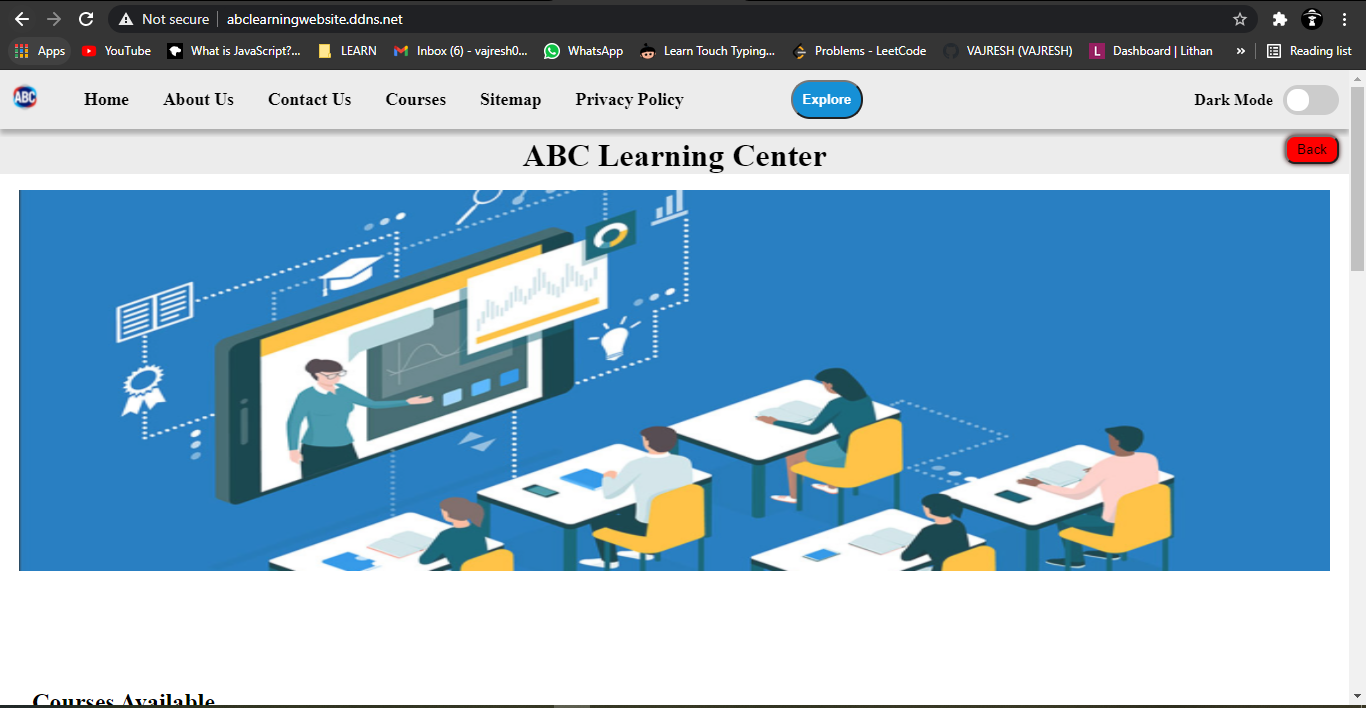 Not secure abclearningwebsite.ddns.net
Apps YouTube What is JavaScript?... LEARN Inbox (6) - vajresh0... WhatsApp Learn Touch Typing... Problems - LeetCode VAJRESH (VAJRESH) L Dashboard | Lithan » Reading list
ABC Home About Us Contact Us Courses Sitemap Privacy Policy Explore Dark Mode
ABC Learning Center Back
Courses Available